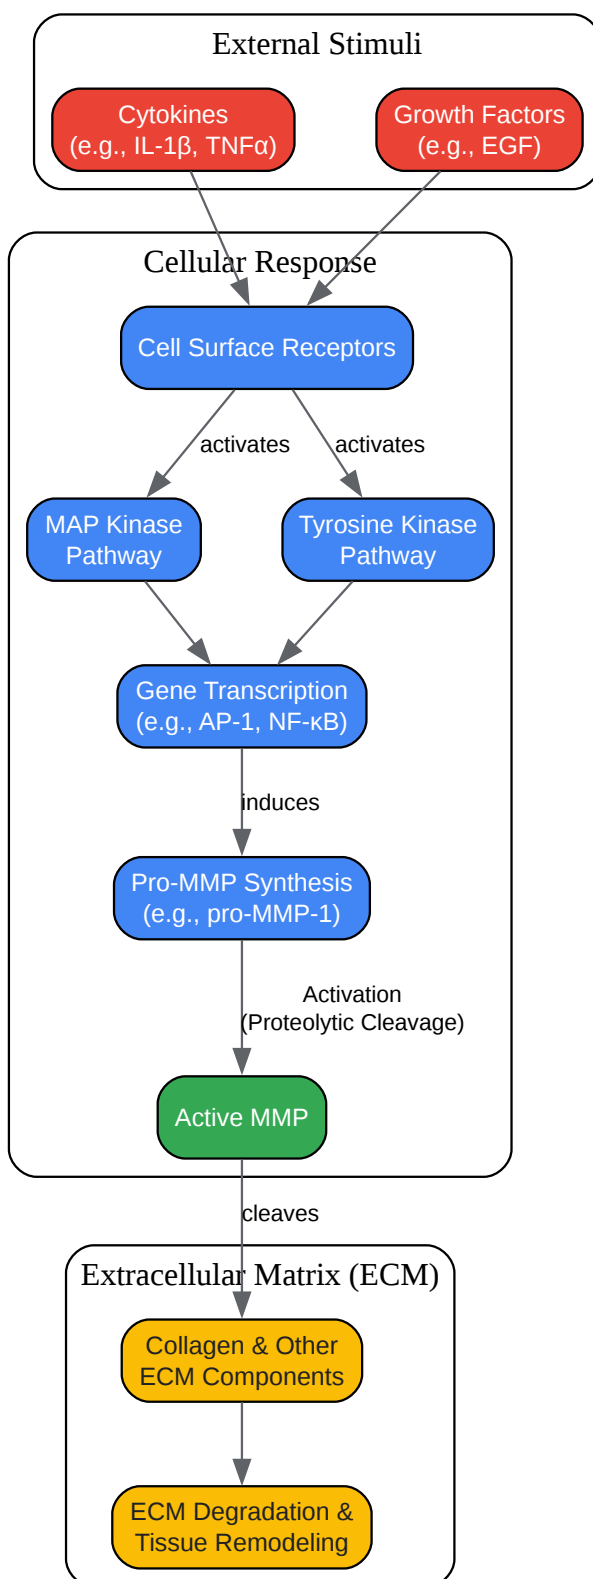 External Stimuli
Cytokines
(e.g., IL-1β, TNFα)
Growth Factors
(e.g., EGF)
Cellular Response
Cell Surface Receptors
activates
activates
MAP Kinase
Pathway
Tyrosine Kinase
Pathway
Gene Transcription
(e.g., AP-1, NF-κB)
induces
Pro-MMP Synthesis
(e.g., pro-MMP-1)
Activation
(Proteolytic Cleavage)
Active MMP
cleaves
Extracellular Matrix (ECM)
Collagen & Other
ECM Components
ECM Degradation &
Tissue Remodeling